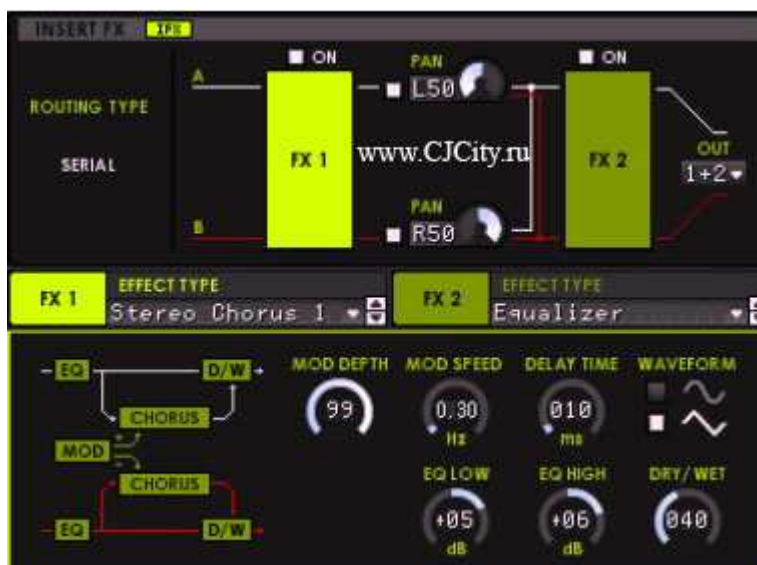 INSERT FX IFX
ON PAN ON
A L50
ROUTING TYPE
FX 1 www.CJCity.ru FX 2 OUT
SERIAL 1+2
PAN
B R50
FX 1 EFFECT TYPE FX 2 EFFECT TYPE
Stereo Chorus 1 Equalizer
EQ D/W MOD DEPTH MOD SPEED DELAY TIME WAVEFORM
99 0.30 010
CHORUS Hz ms
MOD
CHORUS EQ LOW EQ HIGH DRY/WET
EQ D/W +05 +06 040
dB dB